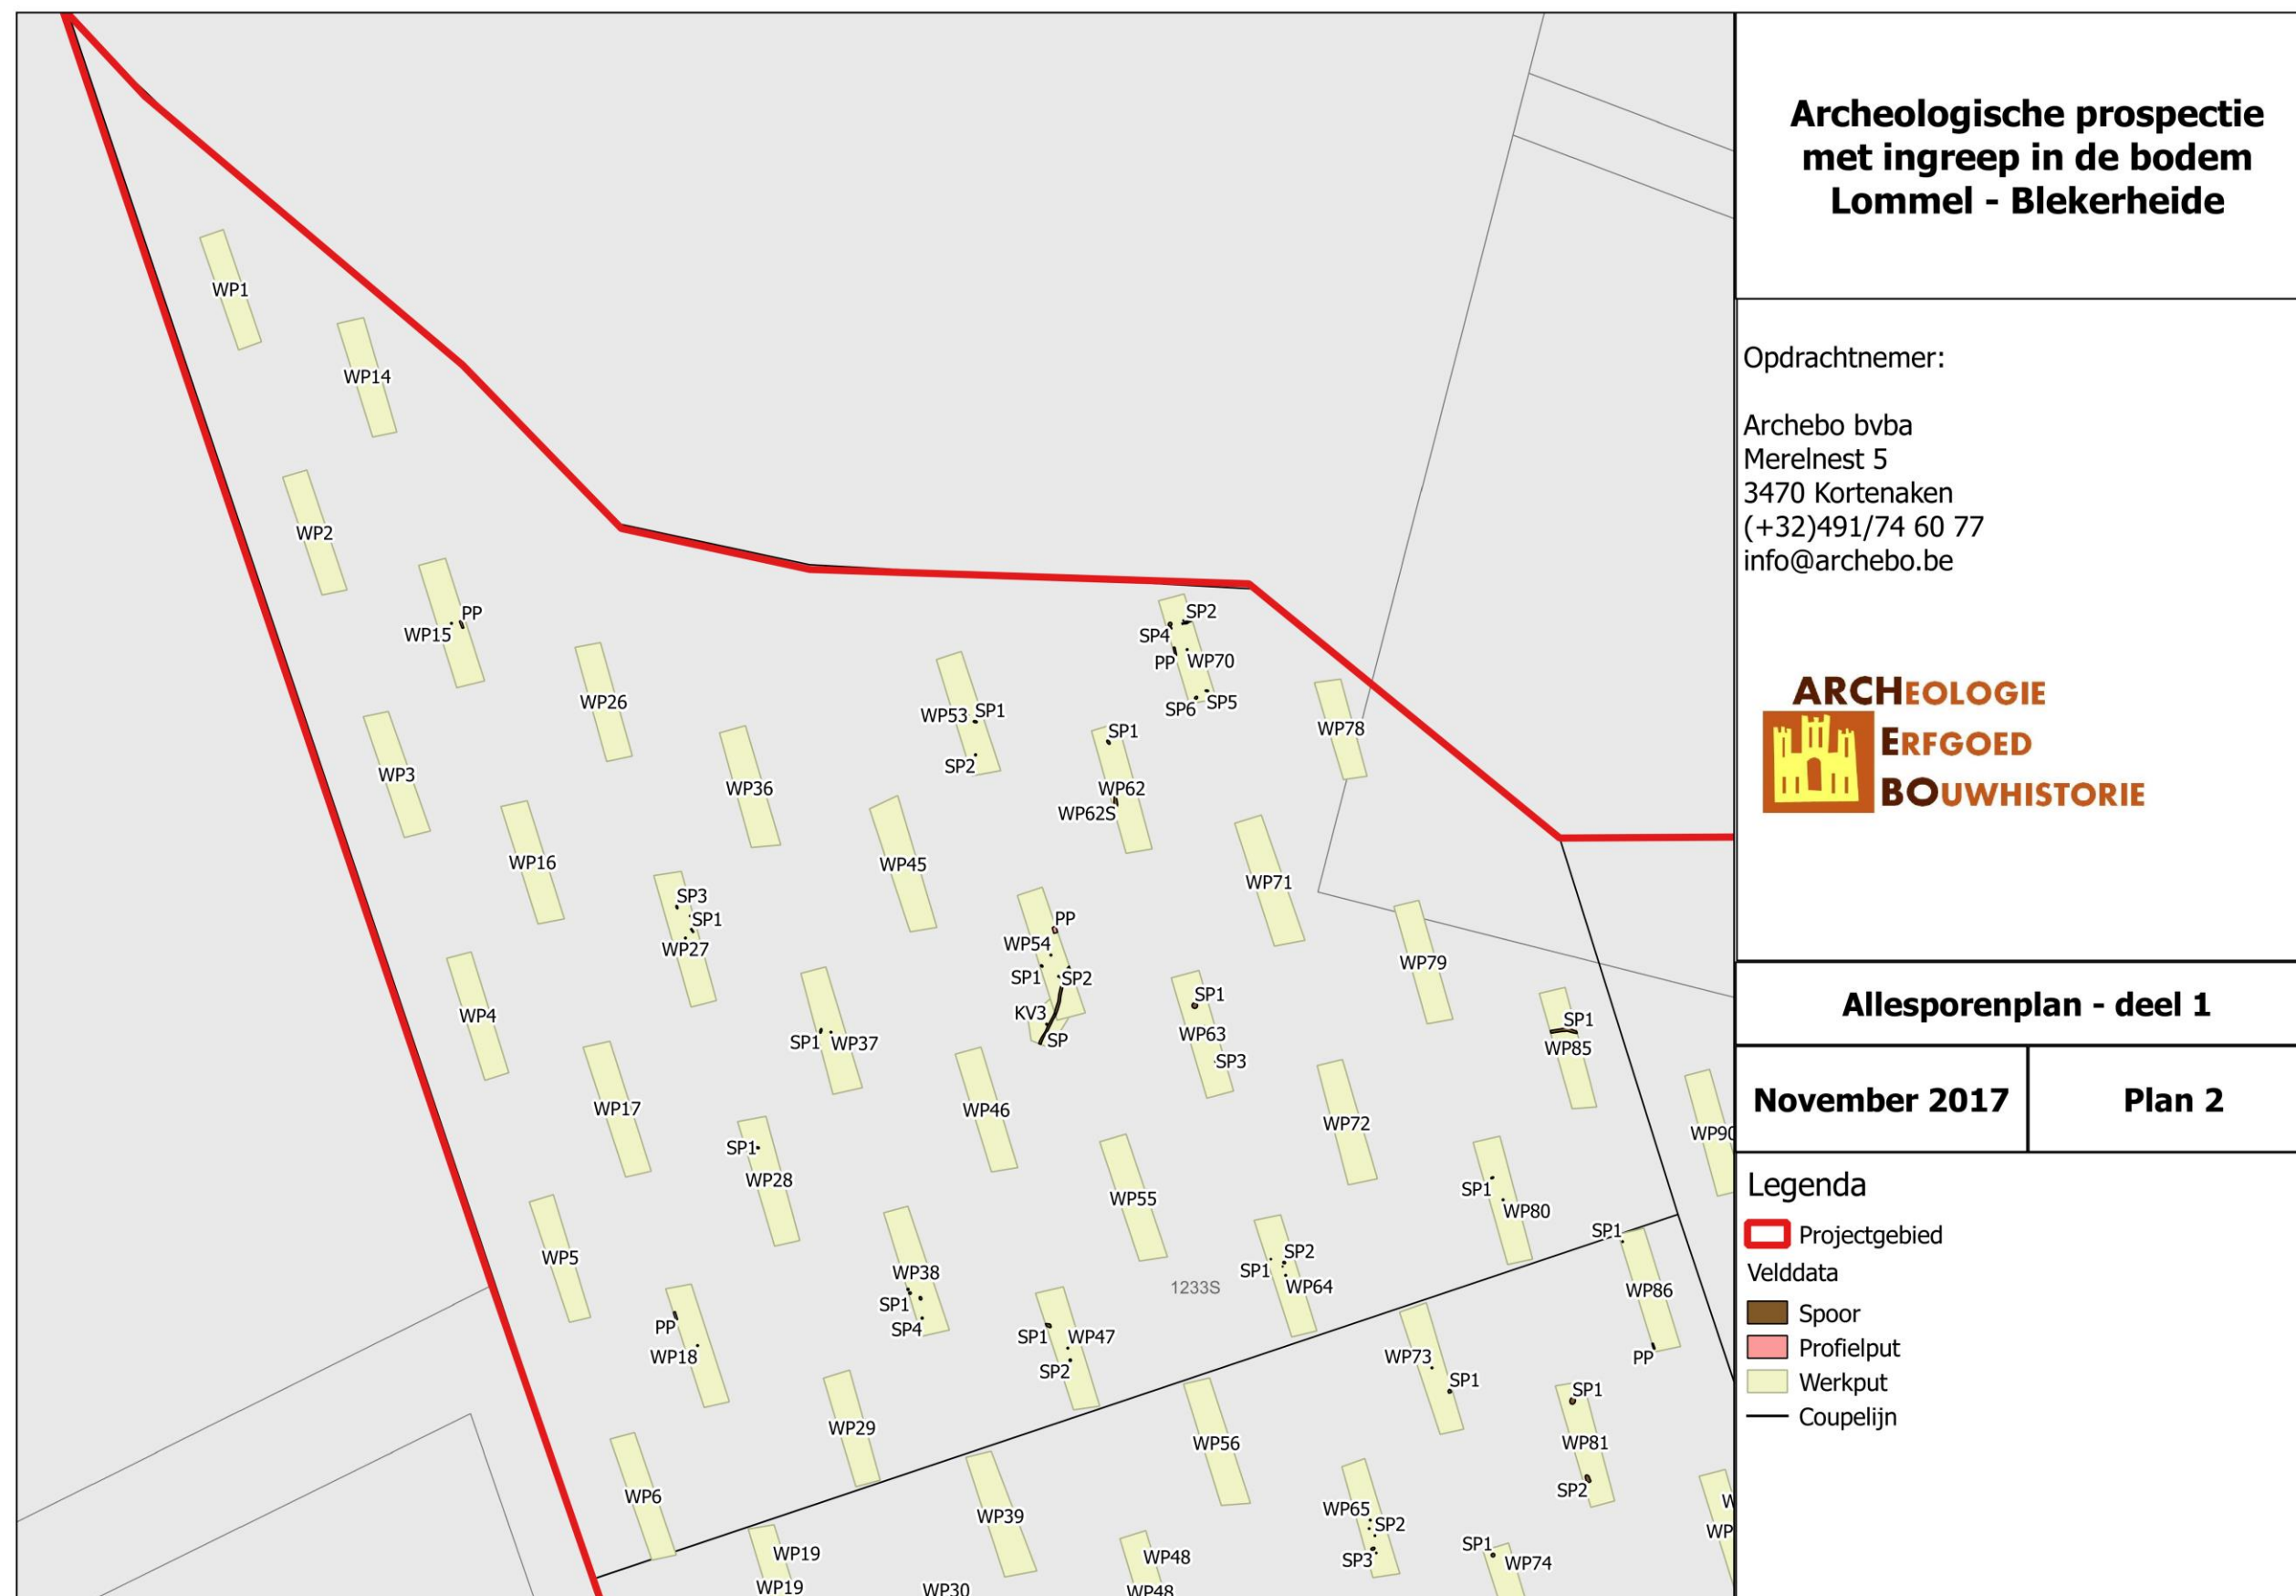 Archeologische prospectie
met ingreep in de bodem
Lommel - Blekerheide
Opdrachtnemer:
Archebo bvba
Merelnest 5
3470 Kortenaken
(+32)491/74 60 77
info@archebo.be
ARCHEOLOGIE
ERFGOED
BOUWHISTORIE
Allesporenplan - deel 1
November 2017
Plan 2
Legenda
Projectgebied
Velddata
Spoor
Profielput
Werkput
Coupelijn
WP1
WP14
WP2
PP
WP15
SP2
SP4
PP WP70
SP6 SP5
WP26
WP53 SP1
SP2
WP78
SP1
WP62
WP62S
WP3
WP36
WP16
WP45
WP71
SP3
SP1
WP27
PP
WP54
SP1 SP2
KV3
SP
WP79
SP1
WP63
SP3
WP4
SP1 WP37
SP1
WP85
WP17
WP46
WP72
WP90
SP1
WP28
WP55
SP1
WP80
SP1
WP5
WP38
SP1
SP4
SP2
SP1
WP64
1233S
WP86
PP
PP
WP18
SP1 WP47
SP2
WP73
SP1
SP1
WP81
SP2
WP29
WP56
WP6
WP39
WP65
SP2
SP3
SP1
WP74
WP19
WP19
WP30
WP48
WP48
W
WP